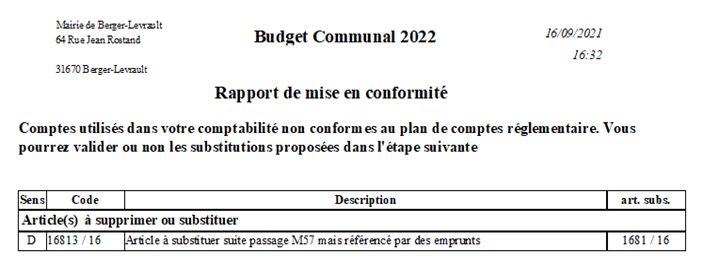 Mairie de Berger-Levrault
64 Rue Jean Rostand
31670 Berger-Levrault
Budget Communal 2022
16/09/2021
16:32
Rapport de mise en conformité
Comptes utilisés dans votre comptabilité non conformes au plan de comptes réglementaire. Vous
pourrez valider ou non les substitutions proposées dans l'étape suivante
Sens Code Description art. subs.
Article(s) à supprimer ou substituer
D 16813 / 16 Article à substituer suite passage M57 mais référencé par des emprunts 1681 / 16